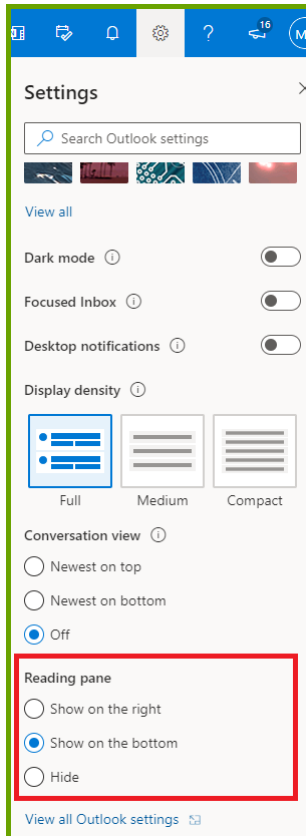 16
M
Settings
Search Outlook settings
View all
Dark mode
Focused Inbox
Desktop notifications
Display density
Full Medium Compact
Conversation view
Newest on top
Newest on bottom
Off
Reading pane
Show on the right
Show on the bottom
Hide
View all Outlook settings